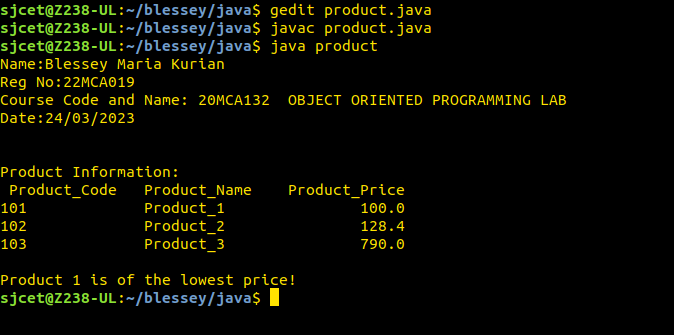 sjcet@Z238-UL:~/blessey/java$ gedit product.java
sjcet@Z238-UL:~/blessey/java$ javac product.java
sjcet@Z238-UL:~/blessey/java$ java product
Name:Blessey Maria Kurian
Reg No:22MCA019
Course Code and Name: 20MCA132  OBJECT ORIENTED PROGRAMMING LAB
Date:24/03/2023
Product Information:
 Product_Code   Product_Name    Product_Price
101             Product_1               100.0
102             Product_2               128.4
103             Product_3               790.0
Product 1 is of the lowest price!
sjcet@Z238-UL:~/blessey/java$